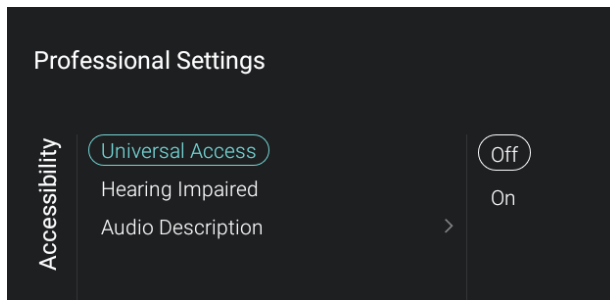 Professional Settings
Accessibility
Universal Access
Hearing Impaired
Audio Description
Off
On